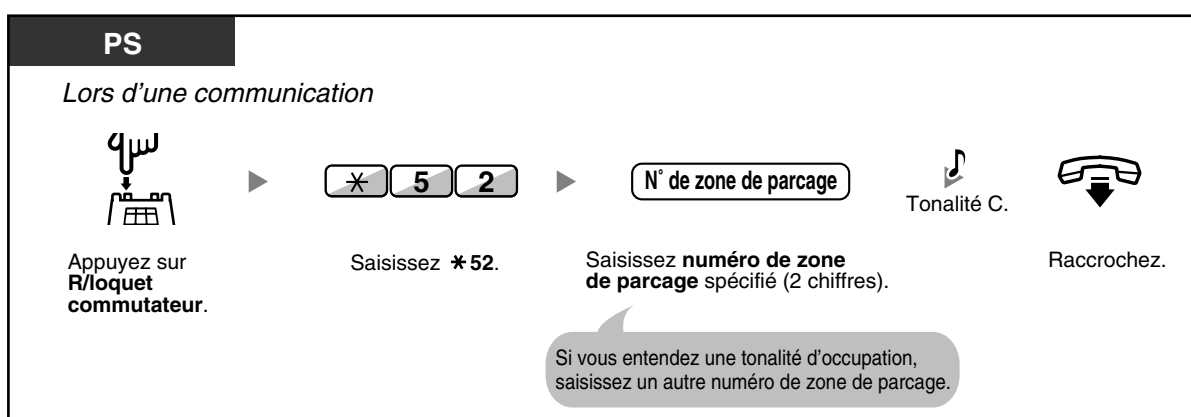 PS
Lors d’une communication
* 5 2
N° de zone de parcage
Tonalité C.
Appuyez sur
R/loquet
commutateur.
Saisissez *52.
Saisissez numéro de zone
de parcage spécifié (2 chiffres).
Raccrochez.
Si vous entendez une tonalité d’occupation,
saisissez un autre numéro de zone de parcage.